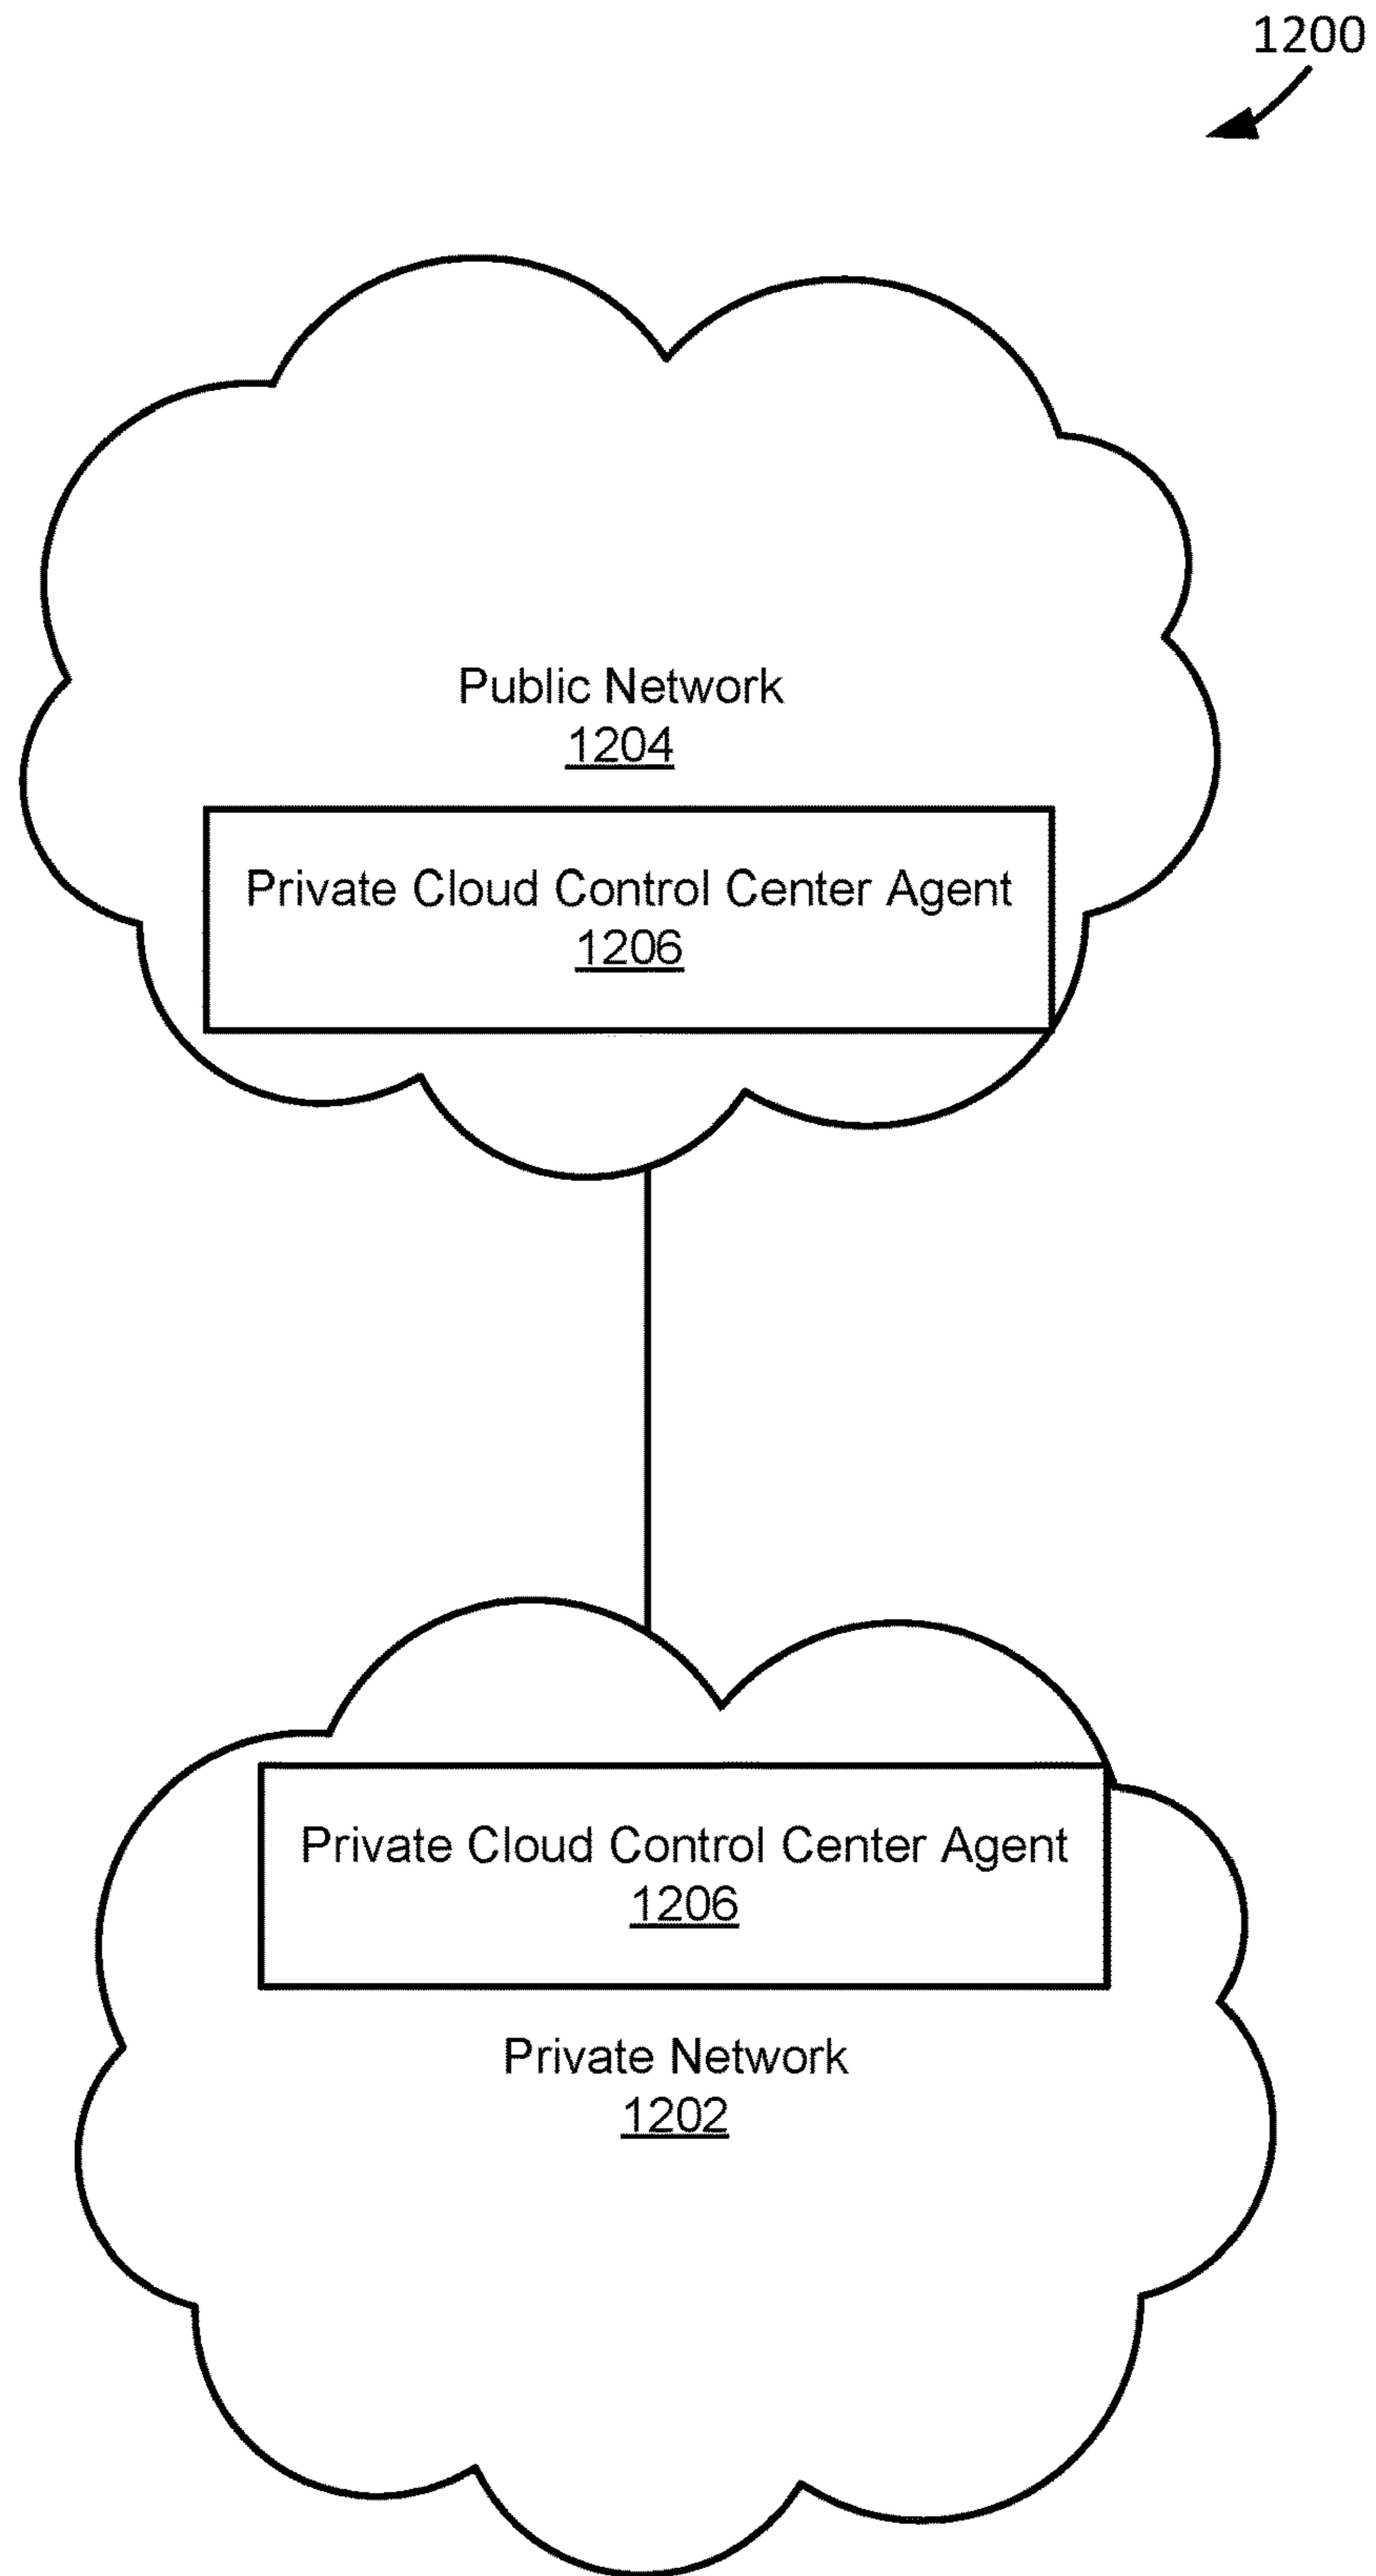 1200
Public Network
1204
Private Cloud Control Center Agent
1206
Private Cloud Control Center Agent
1206
Private Network
1202